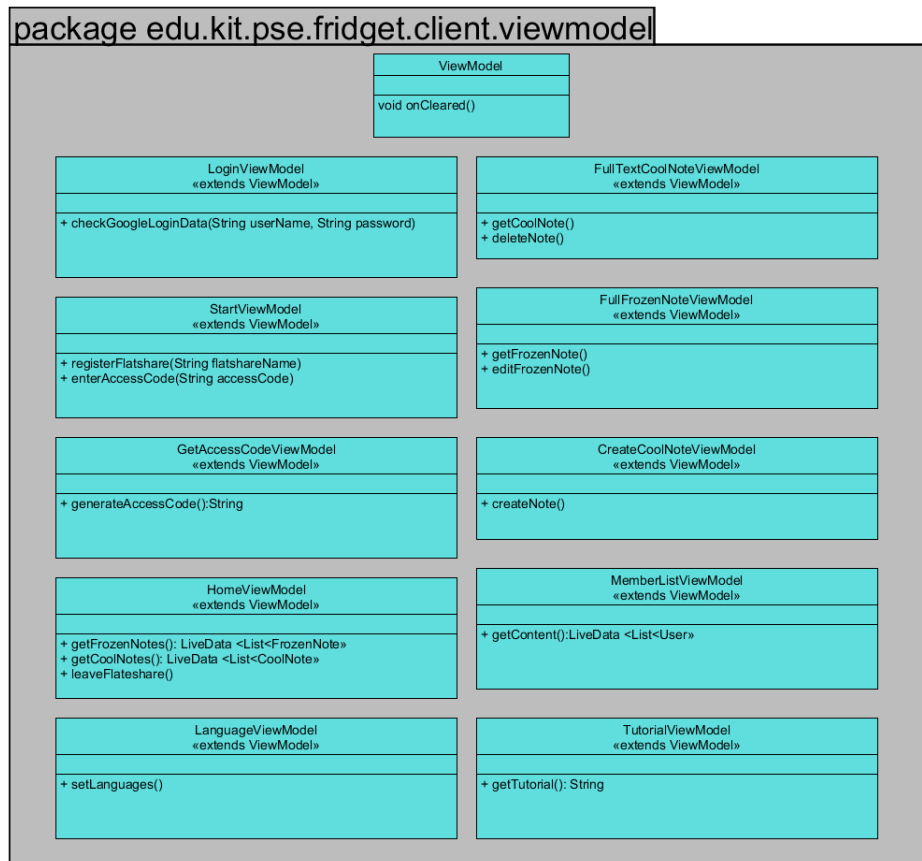 package edu.kit.pse.fridget.client.viewmodel
ViewModel
void onCleared()
LoginViewModel
«extends ViewModel»
+ checkGoogleLoginData(String userName, String password)
FullTextCoolNoteViewModel
«extends ViewModel»
+ getCoolNote()
+ deleteNote()
StartViewModel
«extends ViewModel»
+ registerFlatshare(String flatshareName)
+ enterAccessCode(String accessCode)
FullFrozenNoteViewModel
«extends ViewModel»
+ getFrozenNote()
+ editFrozenNote()
GetAccessCodeViewModel
«extends ViewModel»
+ generateAccessCode():String
CreateCoolNoteViewModel
«extends ViewModel»
+ createNote()
HomeViewModel
«extends ViewModel»
+ getFrozenNotes(): LiveData <List<FrozenNote»
+ getCoolNotes(): LiveData <List<CoolNote»
+ leaveFlateshare()
MemberListViewModel
«extends ViewModel»
+ getContent():LiveData <List<User»
LanguageViewModel
«extends ViewModel»
+ setLanguages()
TutorialViewModel
«extends ViewModel»
+ getTutorial(): String